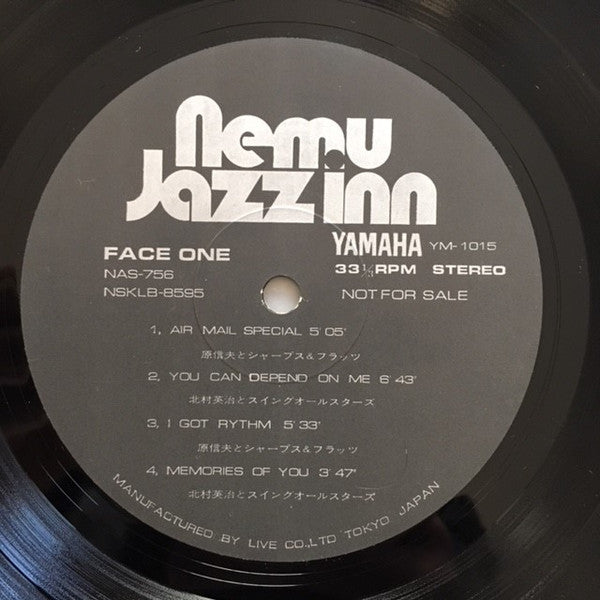 Nemu
Jazz inn
YAMAHA YM-1015
FACE ONE
33⅓RPM STEREO
NAS-756
NSKLB-8595
NOT FOR SALE
1, AIR MAIL SPECIAL 5'05"
原信夫とシャープス&フラッツ
2, YOU CAN DEPEND ON ME 6'43"
北村英治とスイングオールスターズ
3, I GOT RYTHM 5'33"
原信夫とシャープス&フラッツ
4, MEMORIES OF YOU 3'47"
北村英治とスイングオールスターズ
MANUFACTURED BY LIVE CO.,LTD TOKYO JAPAN